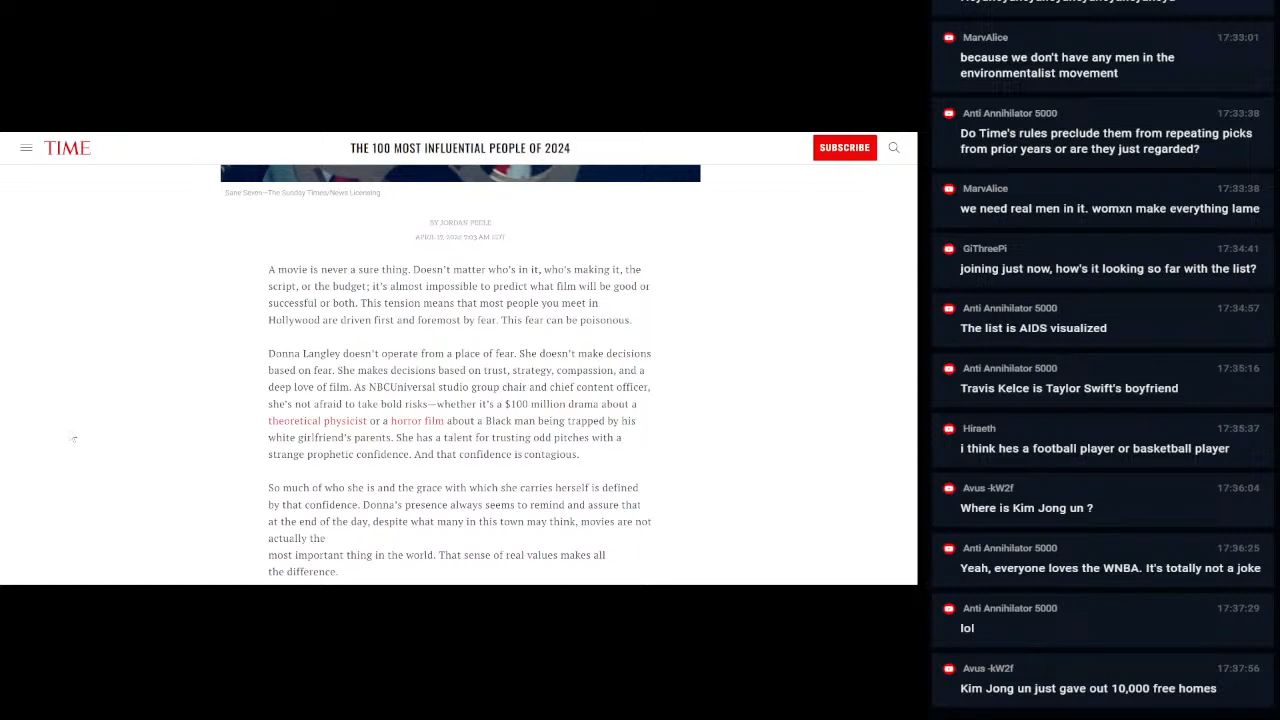 TIME
THE 100 MOST INFLUENTIAL PEOPLE OF 2024
SUBSCRIBE
Sane Seven—The Sunday Times/News Licensing
BY JORDAN PEELE
APRIL 17, 2024 7:03 AM EDT
A movie is never a sure thing. Doesn't matter who's in it, who's making it, the
script, or the budget; it's almost impossible to predict what film will be good or
successful or both. This tension means that most people you meet in
Hollywood are driven first and foremost by fear. This fear can be poisonous.
Donna Langley doesn't operate from a place of fear. She doesn't make decisions
based on fear. She makes decisions based on trust, strategy, compassion, and a
deep love of film. As NBCUniversal studio group chair and chief content officer,
she's not afraid to take bold risks—whether it's a $100 million drama about a
theoretical physicist or a horror film about a Black man being trapped by his
white girlfriend's parents. She has a talent for trusting odd pitches with a
strange prophetic confidence. And that confidence is contagious.
So much of who she is and the grace with which she carries herself is defined
by that confidence. Donna's presence always seems to remind and assure that
at the end of the day, despite what many in this town may think, movies are not
actually the
most important thing in the world. That sense of real values makes all
the difference.
MarvAlice 17:33:01
because we don't have any men in the
environmentalist movement
Anti Annihilator 5000 17:33:38
Do Time's rules preclude them from repeating picks
from prior years or are they just regarded?
MarvAlice 17:33:38
we need real men in it. womxn make everything lame
GiThreePi 17:34:41
joining just now, how's it looking so far with the list?
Anti Annihilator 5000 17:34:57
The list is AIDS visualized
Anti Annihilator 5000 17:35:16
Travis Kelce is Taylor Swift's boyfriend
Hiraeth 17:35:37
i think hes a football player or basketball player
Avus -kW2f 17:36:04
Where is Kim Jong un ?
Anti Annihilator 5000 17:36:25
Yeah, everyone loves the WNBA. It's totally not a joke
Anti Annihilator 5000 17:37:29
lol
Avus -kW2f 17:37:56
Kim Jong un just gave out 10,000 free homes